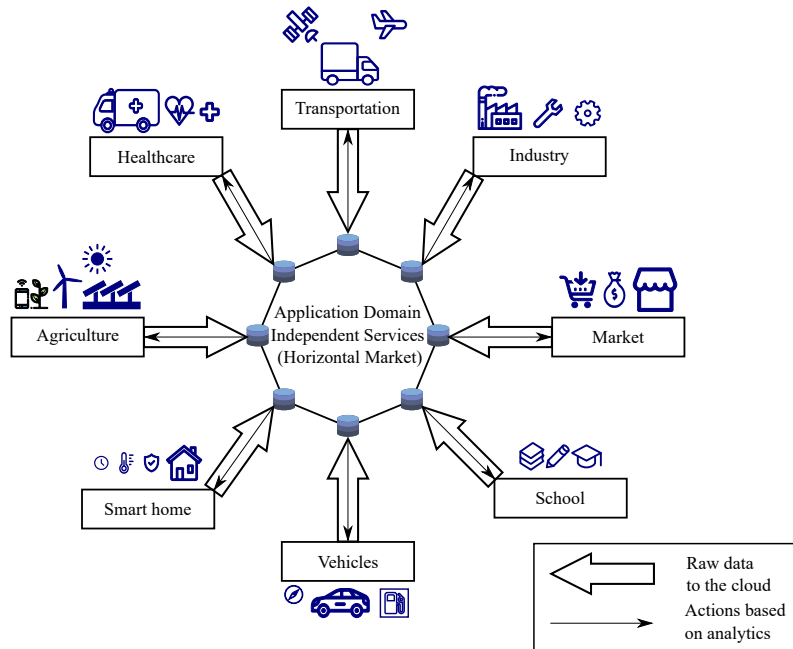 Transportation
Healthcare
Industry
Application Domain
Independent Services
(Horizontal Market)
Agriculture
$
Market
Smart home
School
Vehicles
Raw data
to the cloud
Actions based
on analytics